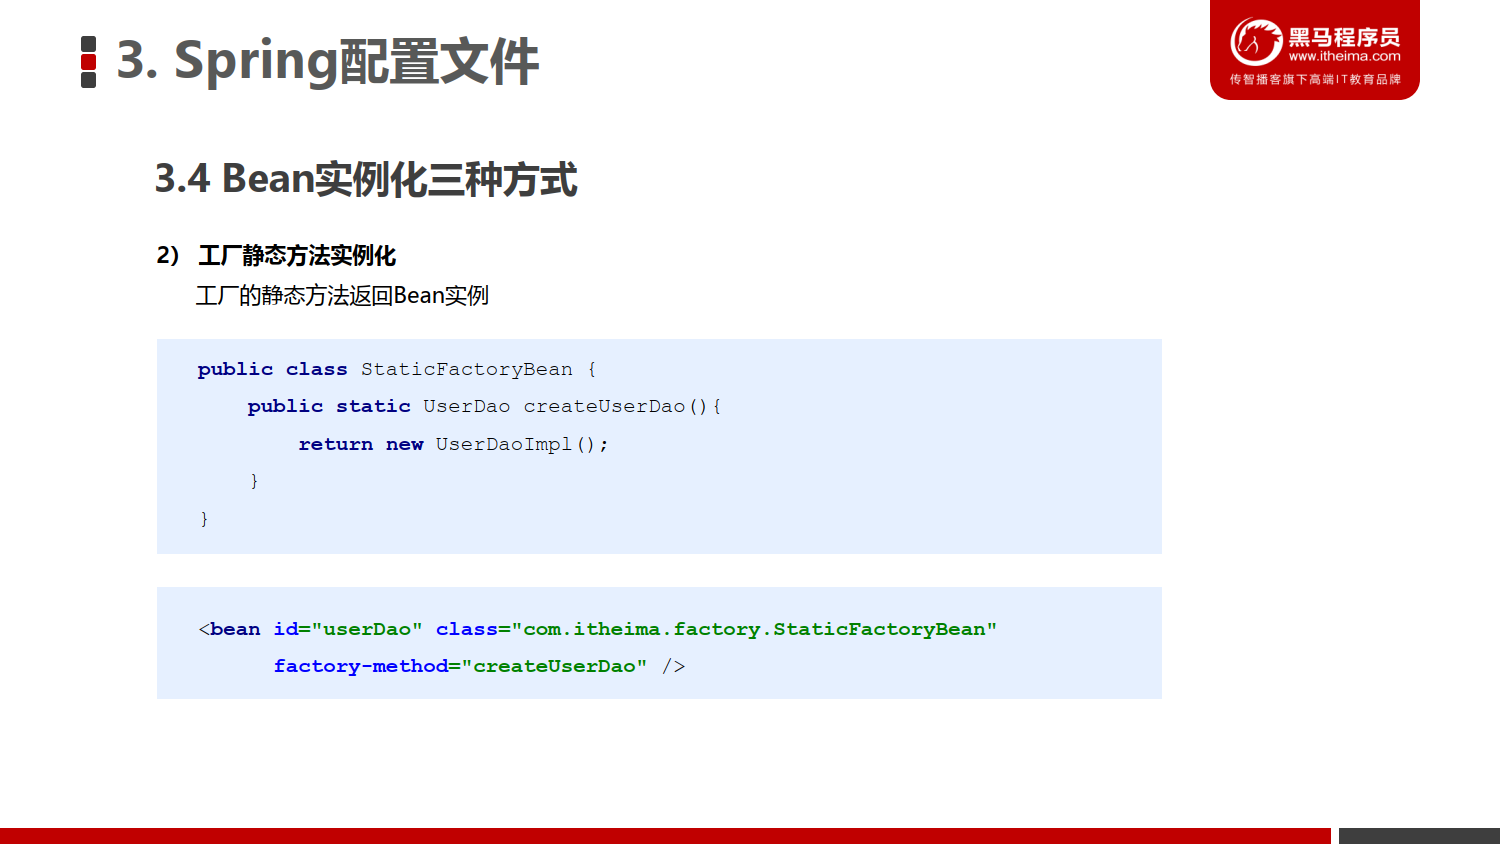 3. Spring配置文件
黑马程序员
www.itheima.com
传智播客旗下高端IT教育品牌
3.4 Bean实例化三种方式
2） 工厂静态方法实例化
工厂的静态方法返回Bean实例
public class StaticFactoryBean {
    public static UserDao createUserDao(){
        return new UserDaoImpl();
    }
}
<bean id="userDao" class="com.itheima.factory.StaticFactoryBean"
      factory-method="createUserDao" />